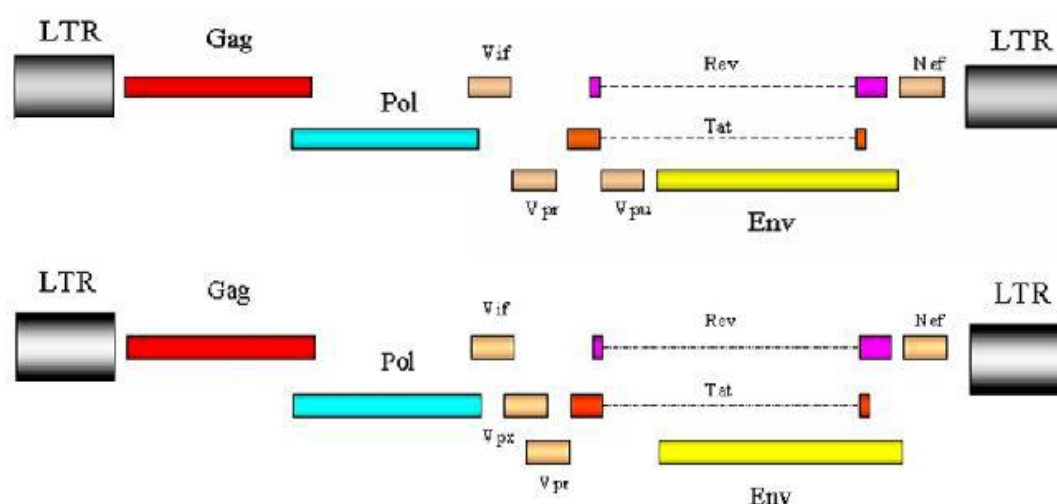 LTR
Gag
Vif
Rev
Nef
LTR
Pol
Tat
Vpr
Vpu
Env
LTR
Gag
Vif
Rev
Nef
LTR
Pol
Tat
Vpx
Vpr
Env